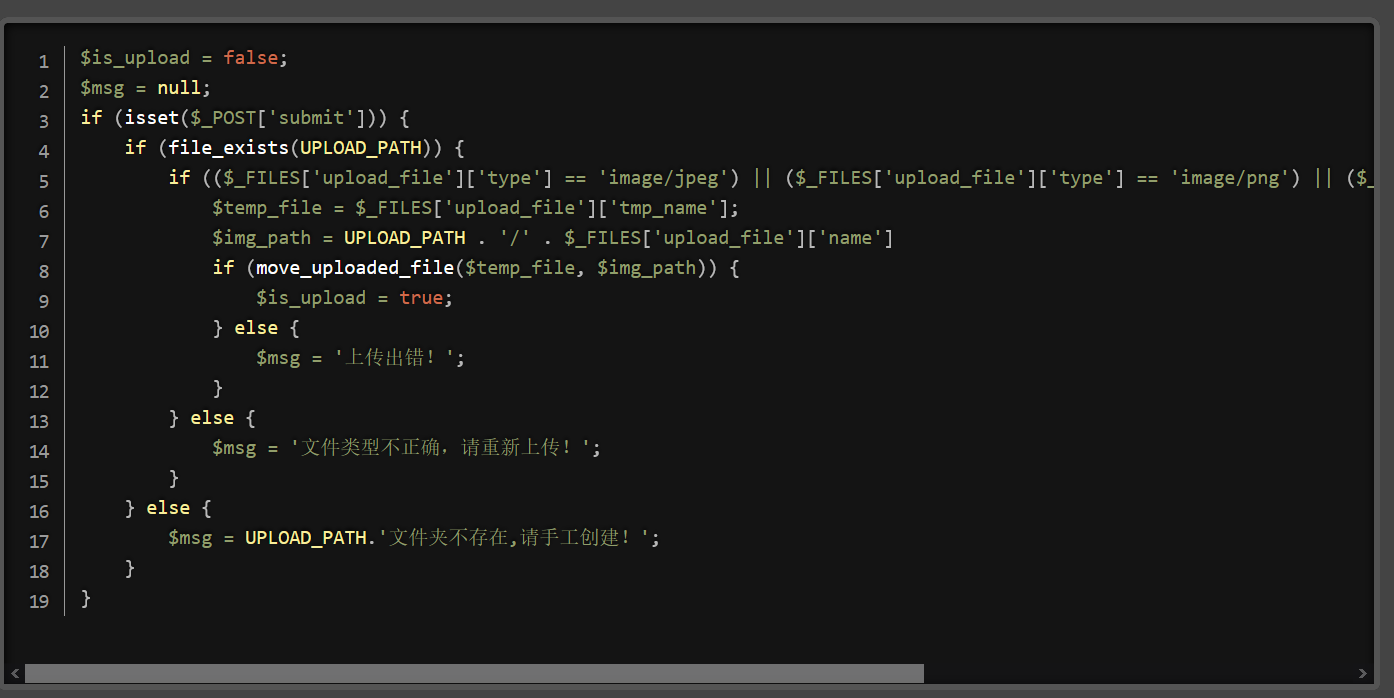 1 $is_upload = false;
2 $msg = null;
3 if (isset($_POST['submit'])) {
4     if (file_exists(UPLOAD_PATH)) {
5         if (($_FILES['upload_file']['type'] == 'image/jpeg') || ($_FILES['upload_file']['type'] == 'image/png') || ($_
6             $temp_file = $_FILES['upload_file']['tmp_name'];
7             $img_path = UPLOAD_PATH . '/' . $_FILES['upload_file']['name']
8             if (move_uploaded_file($temp_file, $img_path)) {
9                 $is_upload = true;
10             } else {
11                 $msg = '上传出错！';
12             }
13         } else {
14             $msg = '文件类型不正确，请重新上传！';
15         }
16     } else {
17         $msg = UPLOAD_PATH.'文件夹不存在,请手工创建！';
18     }
19 }